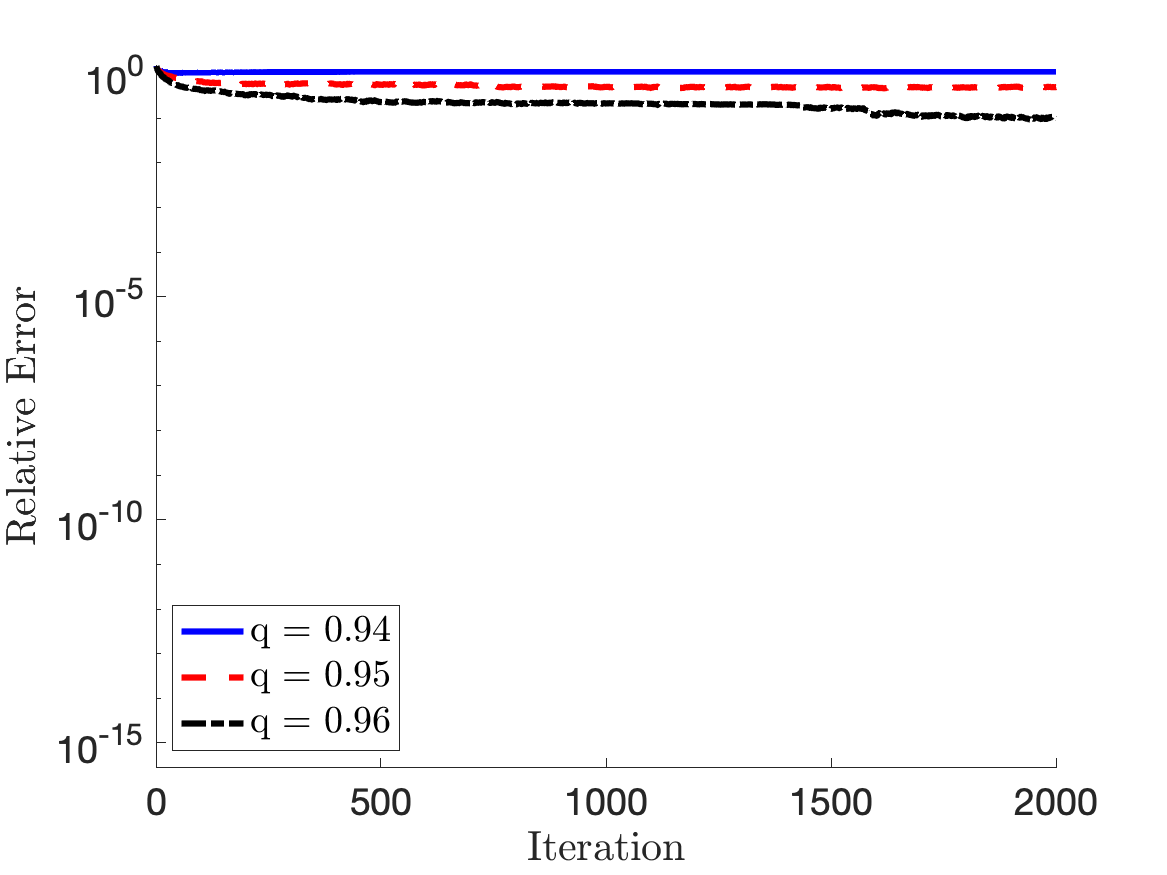 10^0
10^-5
10^-10
10^-15
Relative Error
q = 0.94
q = 0.95
q = 0.96
0 500 1000 1500 2000
Iteration